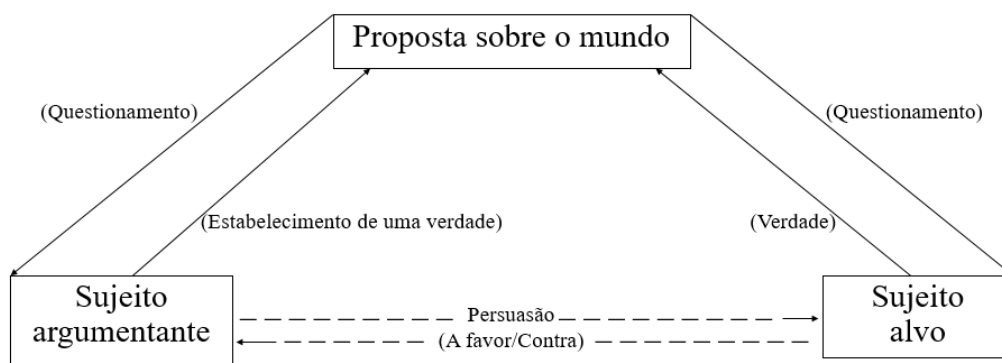 Proposta sobre o mundo
(Questionamento)
(Questionamento)
(Estabelecimento de uma verdade)
(Verdade)
Sujeito
argumentante
Persuasão
(A favor/Contra)
Sujeito
alvo